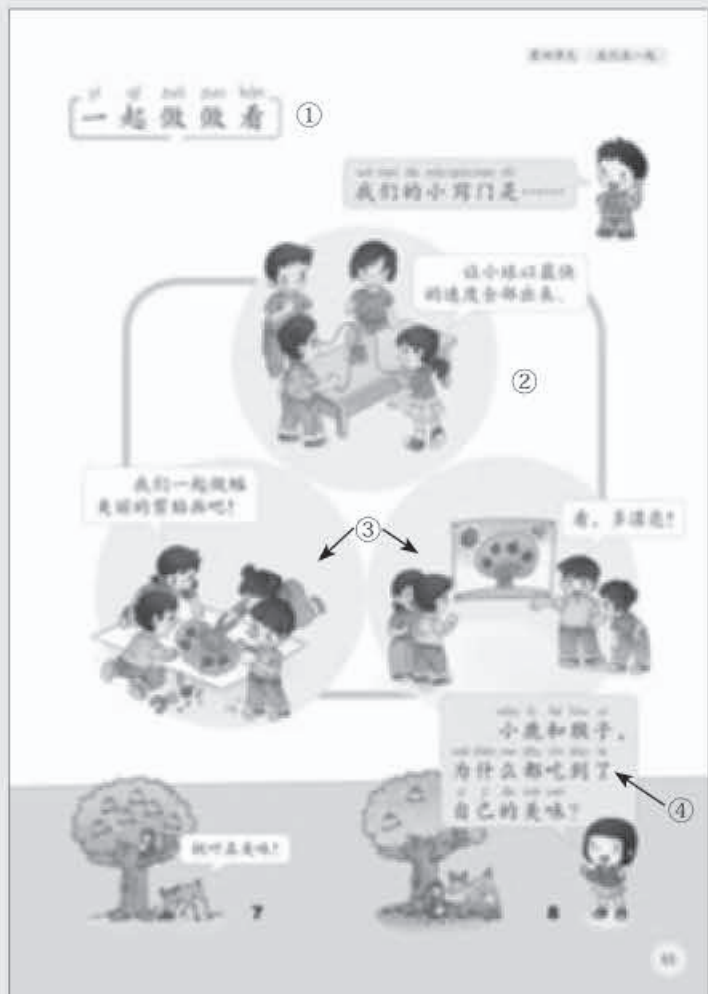 一起做做看 ①
我们的小窍门是……
让小球以最快
的速度全部出来。
②
我们一起做幅
美丽的剪贴画吧！
③
看，多漂亮！
小鹿和猴子，
为什么都吃到了
自己的美味？
④
树叶真美味！
7
8